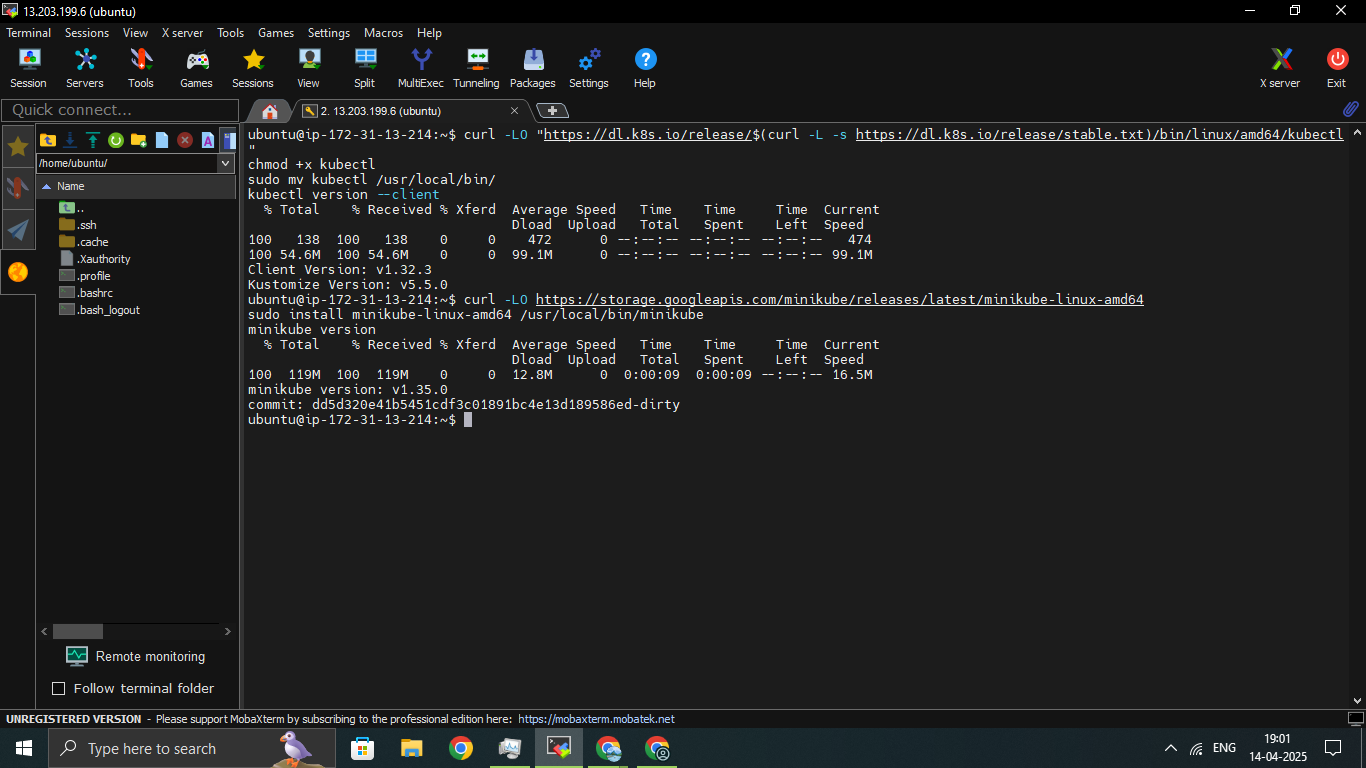 13.203.199.6 (ubuntu)
Terminal Sessions View X server Tools Games Settings Macros Help
Session Servers Tools Games Sessions View Split MultiExec Tunneling Packages Settings Help X server Exit
Quick connect...
2. 13.203.199.6 (ubuntu)
/home/ubuntu/
Name
..
.ssh
.cache
.Xauthority
.profile
.bashrc
.bash_logout
Remote monitoring
Follow terminal folder
ubuntu@ip-172-31-13-214:~$ curl -LO "https://dl.k8s.io/release/$(curl -L -s https://dl.k8s.io/release/stable.txt)/bin/linux/amd64/kubectl
"
chmod +x kubectl
sudo mv kubectl /usr/local/bin/
kubectl version --client
% Total % Received % Xferd Average Speed Time Time Time Current
Dload Upload Total Spent Left Speed
100 138 100 138 0 0 472 0 --:--:-- --:--:-- --:--:-- 474
100 54.6M 100 54.6M 0 0 99.1M 0 --:--:-- --:--:-- --:--:-- 99.1M
Client Version: v1.32.3
Kustomize Version: v5.5.0
ubuntu@ip-172-31-13-214:~$ curl -LO https://storage.googleapis.com/minikube/releases/latest/minikube-linux-amd64
sudo install minikube-linux-amd64 /usr/local/bin/minikube
minikube version
% Total % Received % Xferd Average Speed Time Time Time Current
Dload Upload Total Spent Left Speed
100 119M 100 119M 0 0 12.8M 0 0:00:09 0:00:09 --:--:-- 16.5M
minikube version: v1.35.0
commit: dd5d320e41b5451cdf3c01891bc4e13d189586ed-dirty
ubuntu@ip-172-31-13-214:~$
UNREGISTERED VERSION - Please support MobaXterm by subscribing to the professional edition here: https://mobaxterm.mobatek.net
Type here to search
ENG
19:01
14-04-2025